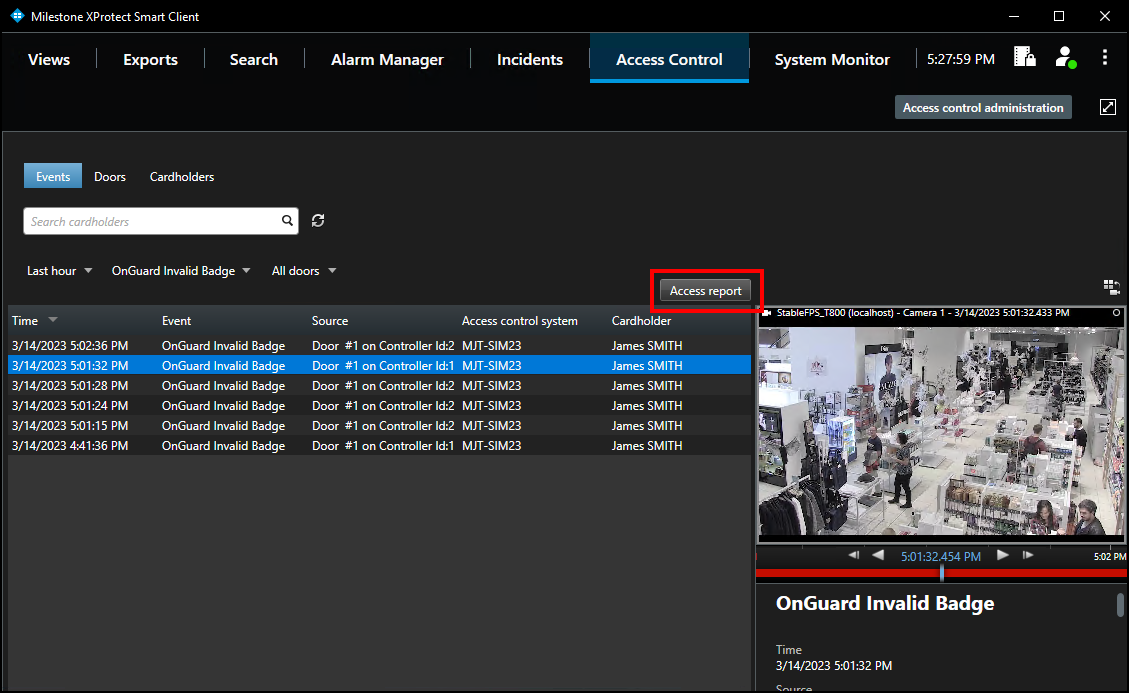 Milestone XProtect Smart Client
Views Exports Search Alarm Manager Incidents Access Control System Monitor 5:27:59 PM
Access control administration
Events Doors Cardholders
Search cardholders
Last hour OnGuard Invalid Badge All doors
Access report
Time Event Source Access control system Cardholder
3/14/2023 5:02:36 PM OnGuard Invalid Badge Door #1 on Controller Id:2 MJT-SIM23 James SMITH
3/14/2023 5:01:32 PM OnGuard Invalid Badge Door #1 on Controller Id:1 MJT-SIM23 James SMITH
3/14/2023 5:01:28 PM OnGuard Invalid Badge Door #1 on Controller Id:2 MJT-SIM23 James SMITH
3/14/2023 5:01:24 PM OnGuard Invalid Badge Door #1 on Controller Id:2 MJT-SIM23 James SMITH
3/14/2023 5:01:15 PM OnGuard Invalid Badge Door #1 on Controller Id:2 MJT-SIM23 James SMITH
3/14/2023 4:41:36 PM OnGuard Invalid Badge Door #1 on Controller Id:1 MJT-SIM23 James SMITH
StableFPS_T800 (localhost) - Camera 1 - 3/14/2023 5:01:32.433 PM
5:01:32.454 PM 5:02 PM
OnGuard Invalid Badge
Time
3/14/2023 5:01:32 PM
Source